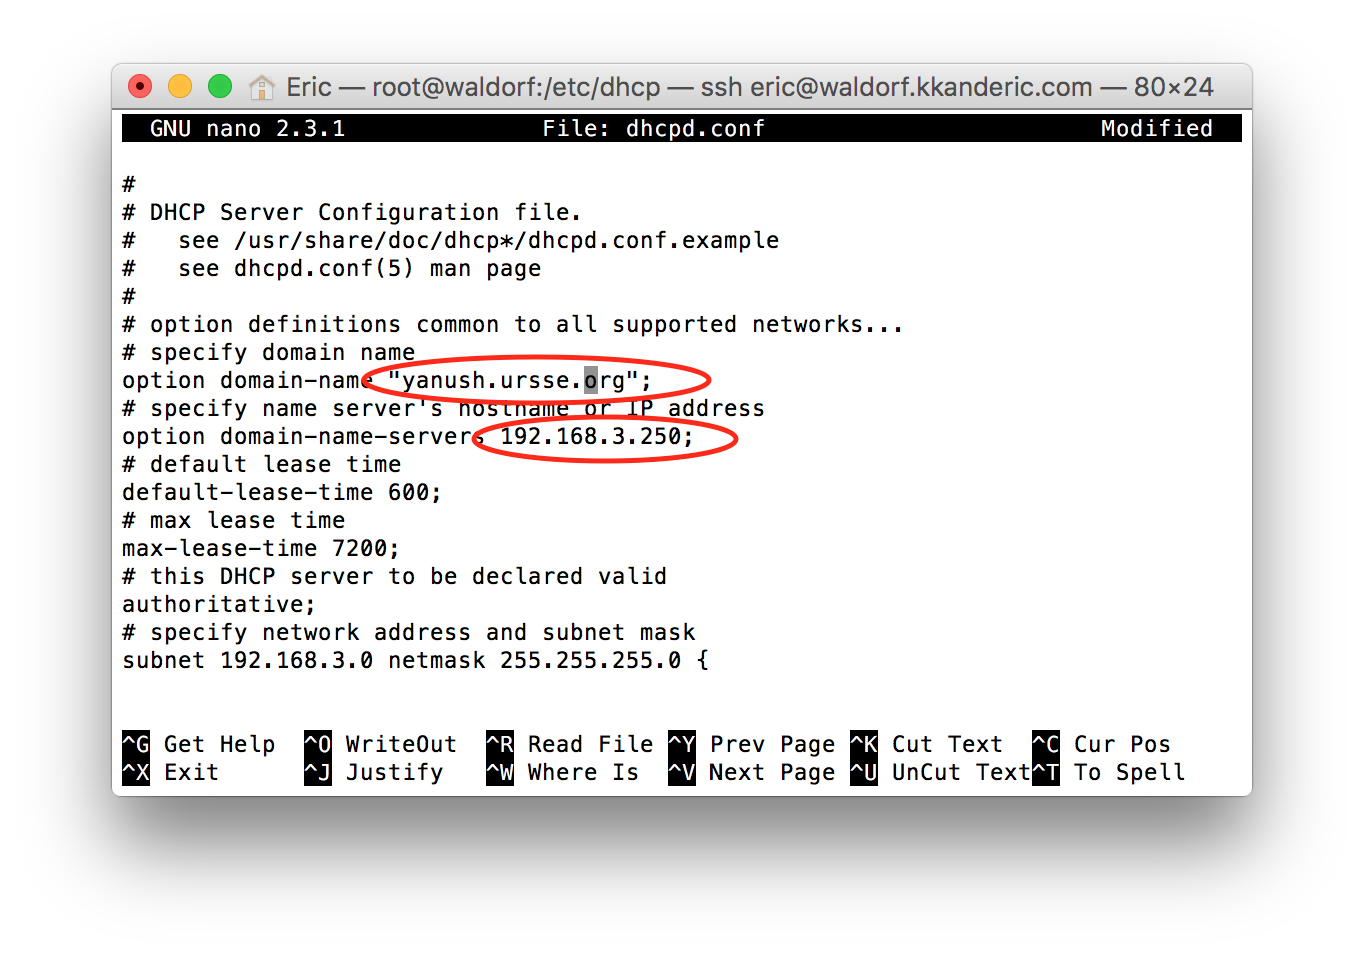 Eric — root@waldorf:/etc/dhcp — ssh eric@waldorf.kkanderic.com — 80×24
GNU nano 2.3.1 File: dhcpd.conf Modified
#
# DHCP Server Configuration file.
#   see /usr/share/doc/dhcp*/dhcpd.conf.example
#   see dhcpd.conf(5) man page
#
# option definitions common to all supported networks...
# specify domain name
option domain-name "yanush.ursse.org";
# specify name server's hostname or IP address
option domain-name-servers 192.168.3.250;
# default lease time
default-lease-time 600;
# max lease time
max-lease-time 7200;
# this DHCP server to be declared valid
authoritative;
# specify network address and subnet mask
subnet 192.168.3.0 netmask 255.255.255.0 {
^G Get Help ^O WriteOut ^R Read File ^Y Prev Page ^K Cut Text ^C Cur Pos
^X Exit ^J Justify ^W Where Is ^V Next Page ^U UnCut Text ^T To Spell